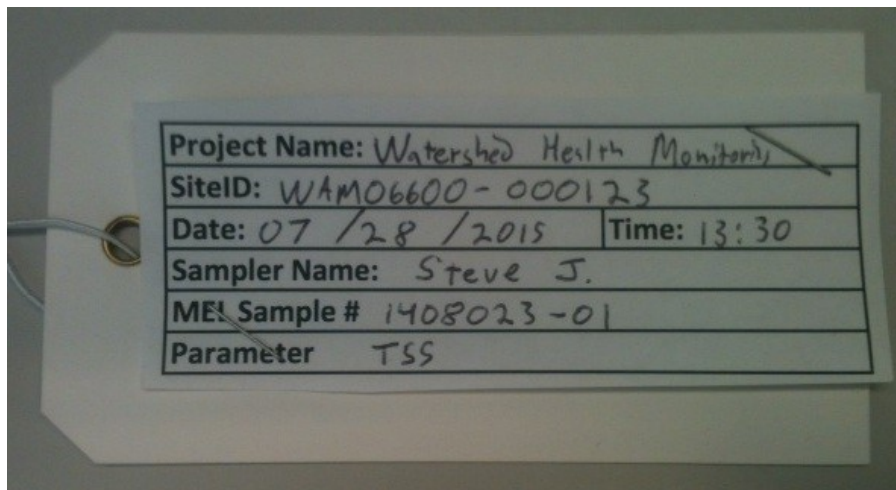 Project Name: Watershed Health Monitoring
SiteID: WAM06600-000123
Date: 07/28/2015 Time: 13:30
Sampler Name: Steve J.
MEL Sample # 1408023-01
Parameter TSS